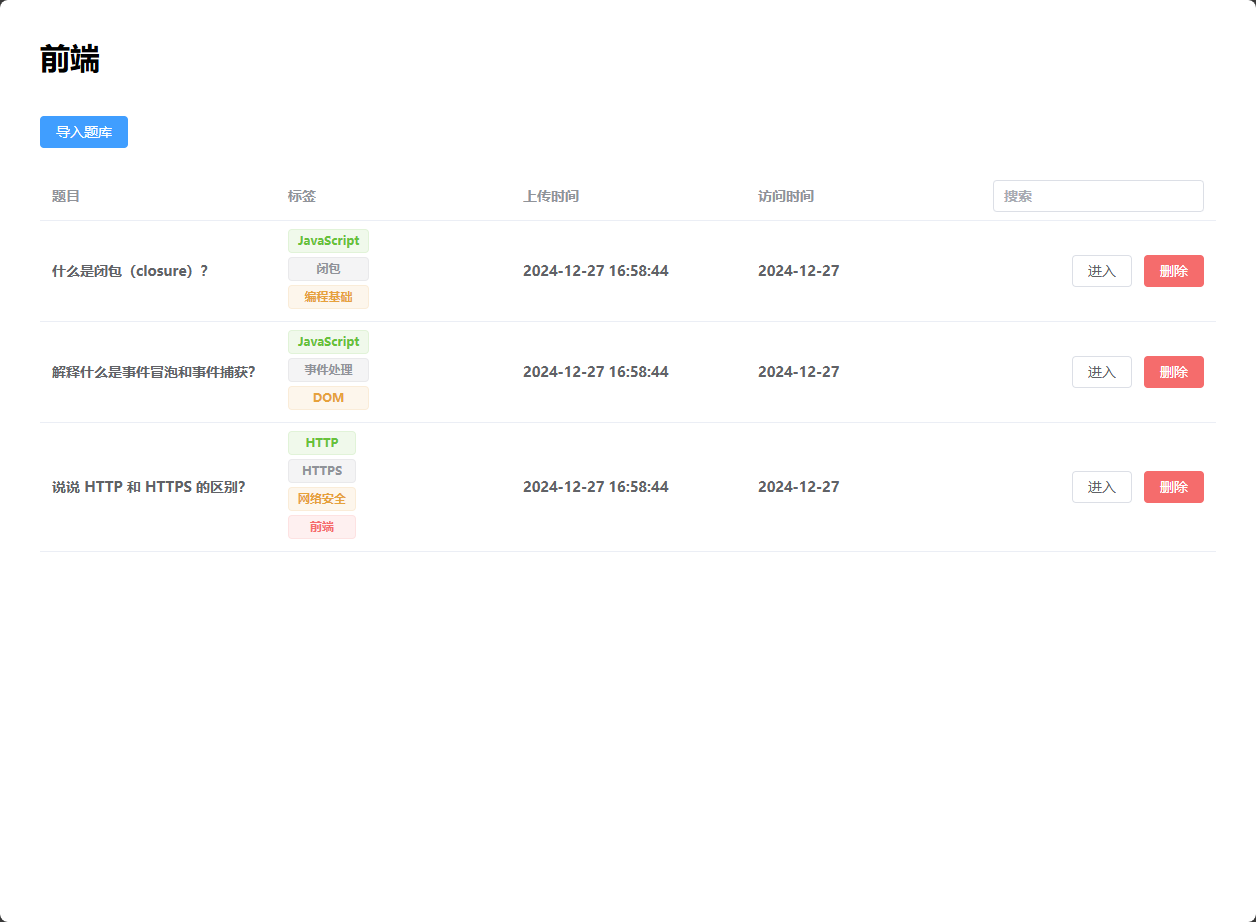 前端
导入题库
题目 标签 上传时间 访问时间 搜索
JavaScript
什么是闭包（closure）？ 闭包 2024-12-27 16:58:44 2024-12-27 进入 删除
编程基础
JavaScript
解释什么是事件冒泡和事件捕获? 事件处理 2024-12-27 16:58:44 2024-12-27 进入 删除
DOM
HTTP
HTTPS
说说 HTTP 和 HTTPS 的区别? 2024-12-27 16:58:44 2024-12-27 进入 删除
网络安全
前端